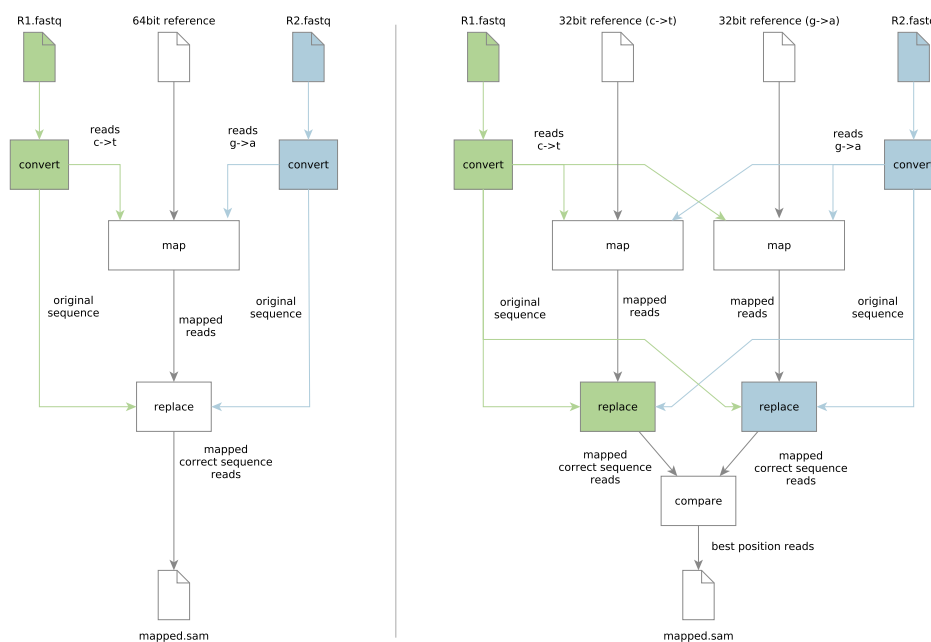 R1.fastq
64bit reference
R2.fastq
reads
c->t
reads
g->a
convert
convert
map
original
sequence
mapped
reads
original
sequence
replace
mapped
correct sequence
reads
mapped.sam
R1.fastq
32bit reference (c->t)
32bit reference (g->a)
R2.fastq
reads
c->t
reads
g->a
convert
convert
map
map
original
sequence
mapped
reads
mapped
reads
original
sequence
replace
replace
mapped
correct sequence
reads
mapped
correct sequence
reads
compare
best position reads
mapped.sam